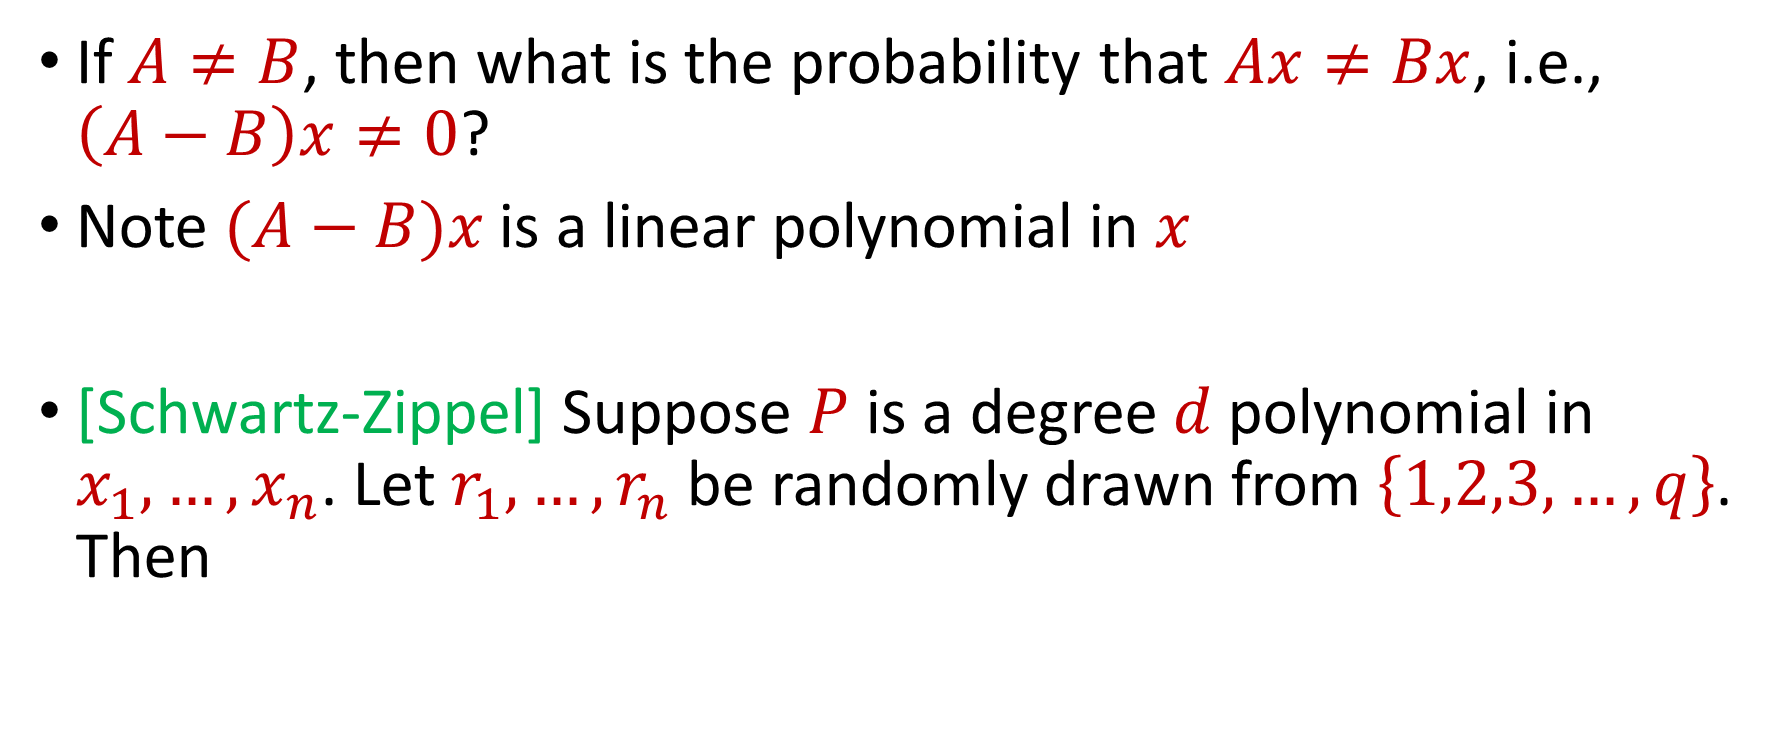 • If A ≠ B, then what is the probability that Ax ≠ Bx, i.e.,
(A − B)x ≠ 0?
• Note (A − B)x is a linear polynomial in x
• [Schwartz-Zippel] Suppose P is a degree d polynomial in
x₁, … , xₙ. Let r₁, … , rₙ be randomly drawn from {1,2,3, … , q}.
Then